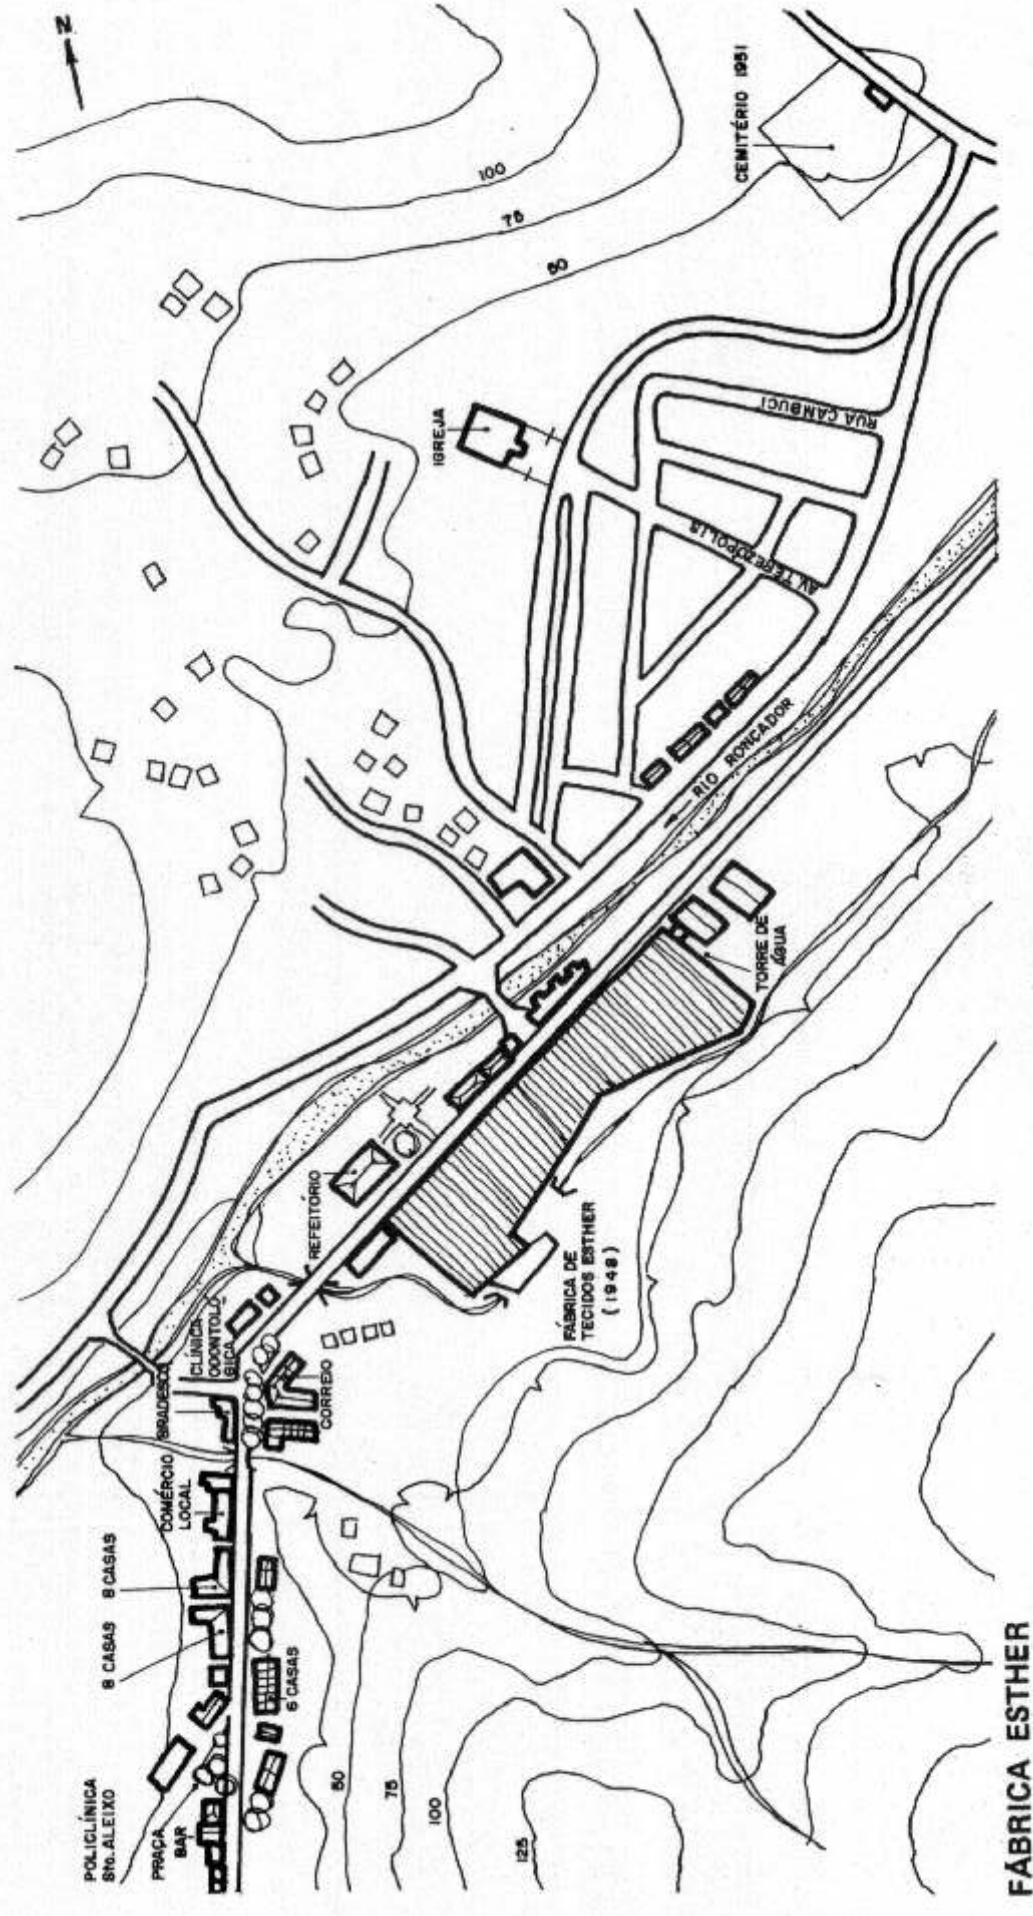 N
CEMITÉRIO 1951
100
75
50
IGREJA
RUA CAMBUCI
AV. TEREZÓPOLIS
RIO RONCADOR
TORRE DE
ÁGUA
REFEITÓRIO
FÁBRICA DE
TECIDOS ESTHER
(1948)
CLÍNICA
ODONTOLÓ
GICA
BRADESCO
CORREIO
COMÉRCIO
LOCAL
8 CASAS
8 CASAS
6 CASAS
POLICLÍNICA
Sto. ALEIXO
PRAÇA
BAR
50
75
100
125
FÁBRICA ESTHER